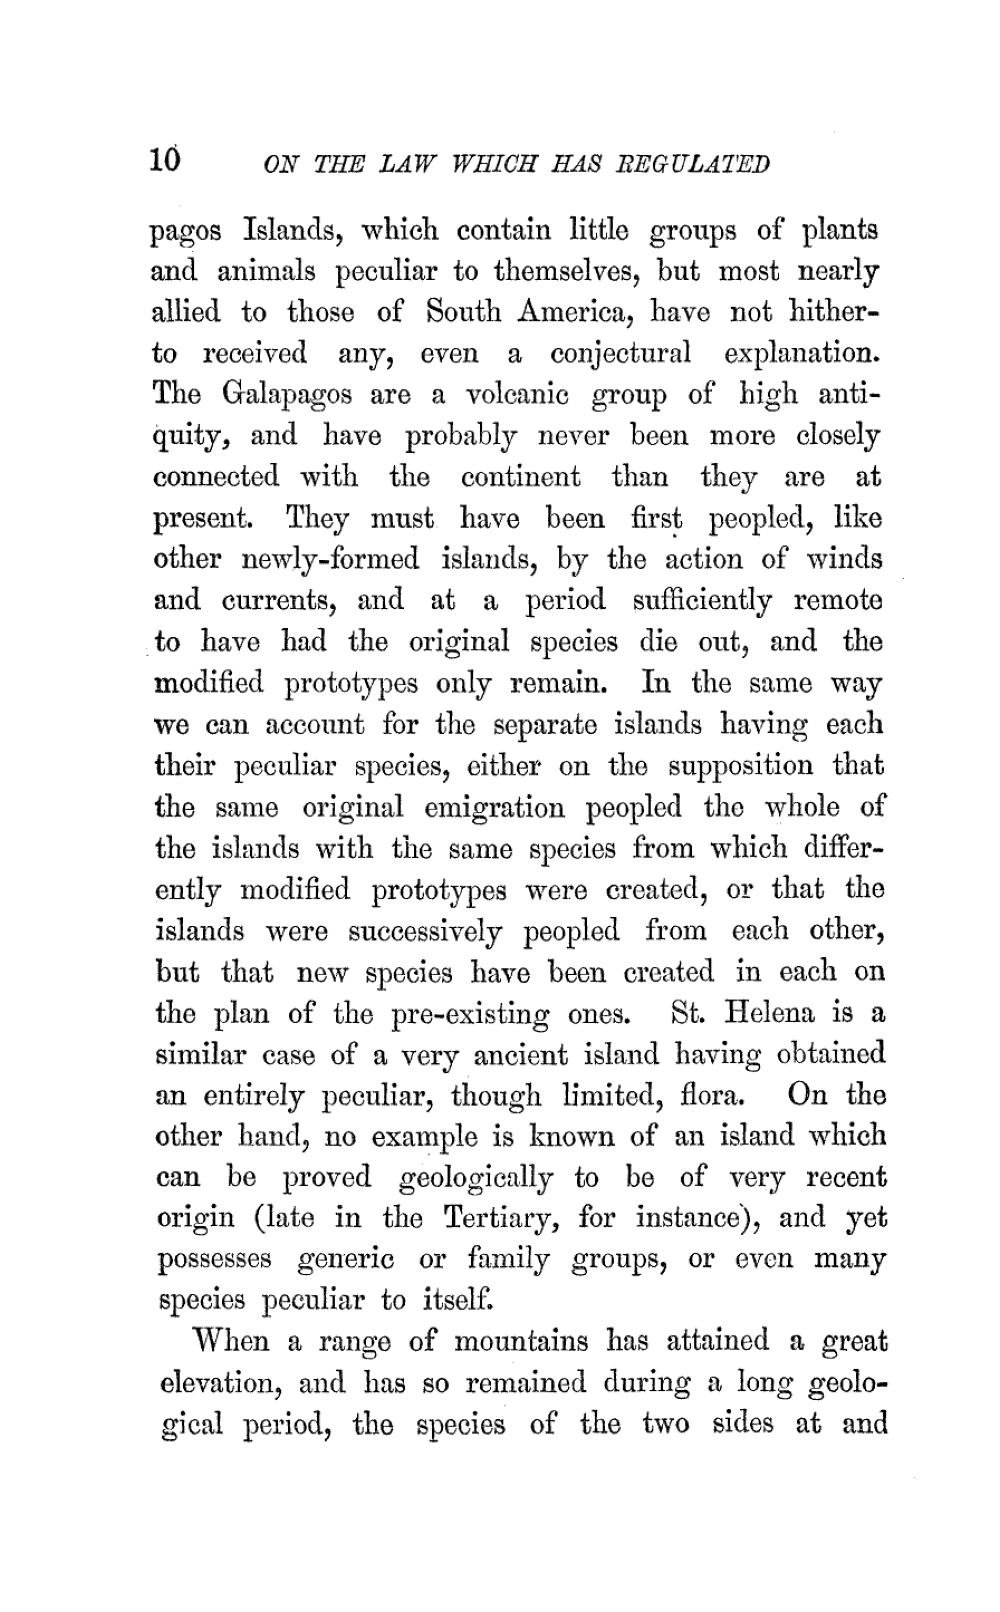 10 ON THE LAW WHICH HAS REGULATED
pagos Islands, which contain little groups of plants
and animals peculiar to themselves, but most nearly
allied to those of South America, have not hither-
to received any, even a conjectural explanation.
The Galapagos are a volcanic group of high anti-
quity, and have probably never been more closely
connected with the continent than they are at
present. They must have been first peopled, like
other newly-formed islands, by the action of winds
and currents, and at a period sufficiently remote
to have had the original species die out, and the
modified prototypes only remain. In the same way
we can account for the separate islands having each
their peculiar species, either on the supposition that
the same original emigration peopled the whole of
the islands with the same species from which differ-
ently modified prototypes were created, or that the
islands were successively peopled from each other,
but that new species have been created in each on
the plan of the pre-existing ones. St. Helena is a
similar case of a very ancient island having obtained
an entirely peculiar, though limited, flora. On the
other hand, no example is known of an island which
can be proved geologically to be of very recent
origin (late in the Tertiary, for instance), and yet
possesses generic or family groups, or even many
species peculiar to itself.
When a range of mountains has attained a great
elevation, and has so remained during a long geolo-
gical period, the species of the two sides at and